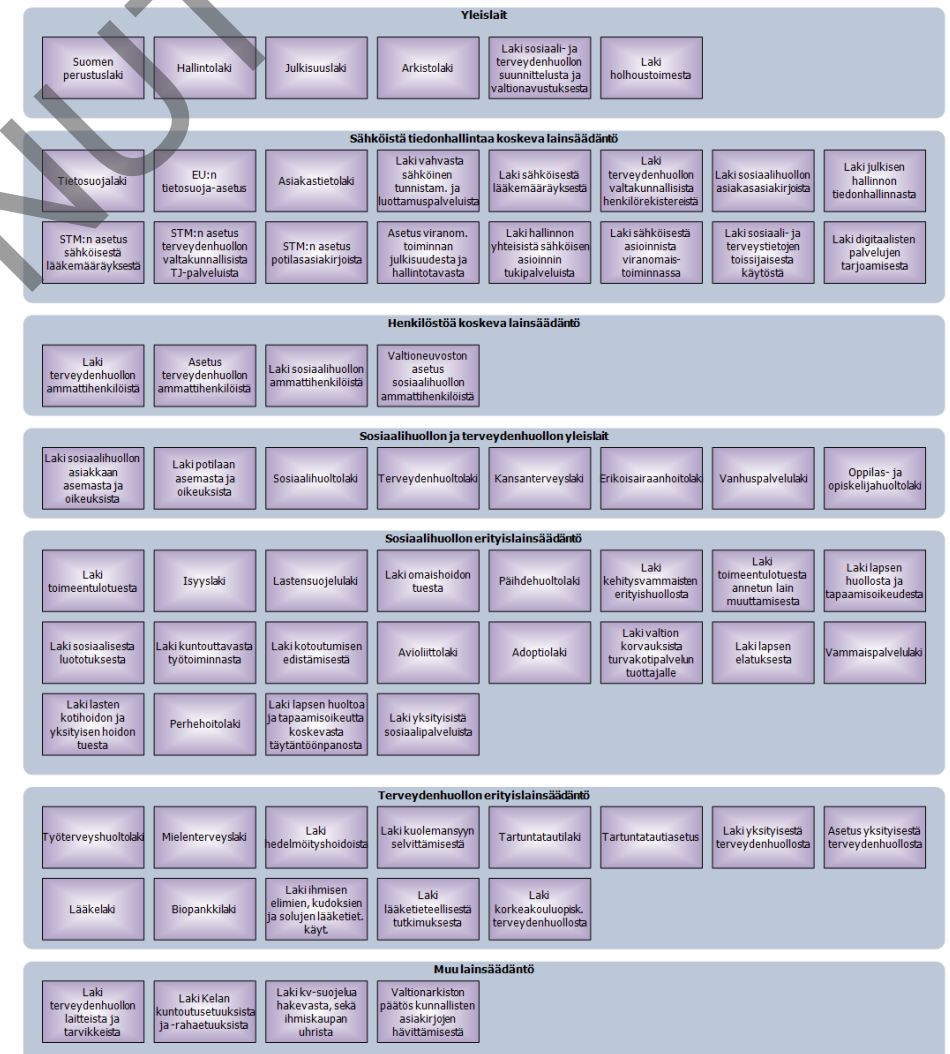 Yleislait
Suomen
perustuslaki
Hallintolaki
Julkisuuslaki
Arkistolaki
Laki sosiaali- ja
terveydenhuollon
suunnittelusta ja
valtionavustuksesta
Laki
holhoustoimesta
Sähköistä tiedonhallintaa koskeva lainsäädäntö
Tietosuojalaki
EU:n
tietosuoja-asetus
Asiakastietolaki
Laki vahvasta
sähköinen
tunnistam. ja
luottamuspalveluista
Laki sähköisestä
lääkemääräyksestä
Laki
terveydenhuollon
valtakunnallisista
henkilörekistereistä
Laki sosiaalihuollon
asiakasasiakirjoista
Laki julkisen
hallinnon
tiedonhallinnasta
STM:n asetus
sähköisestä
lääkemääräyksestä
STM:n asetus
terveydenhuollon
valtakunnallisista
TJ-palveluista
STM:n asetus
potilasasiakirjoista
Asetus viranom.
toiminnan
julkisuudesta ja
hallintotavasta
Laki hallinnon
yhteisistä sähköisen
asioinnin
tukipalveluista
Laki sähköisestä
asioinnista
viranomais-
toiminnassa
Laki sosiaali- ja
terveystietojen
toissijaisesta
käytöstä
Laki digitaalisten
palvelujen
tarjoamisesta
Henkilöstöä koskeva lainsäädäntö
Laki
terveydenhuollon
ammattihenkilöistä
Asetus
terveydenhuollon
ammattihenkilöistä
Laki sosiaalihuollon
ammattihenkilöistä
Valtioneuvoston
asetus
sosiaalihuollon
ammattihenkilöistä
Sosiaalihuollon ja terveydenhuollon yleislait
Laki sosiaalihuollon
asiakkaan
asemasta ja
oikeuksista
Laki potilaan
asemasta ja
oikeuksista
Sosiaalihuoltolaki
Terveydenhuoltolaki
Kansanterveyslaki
Erikoisairaanhoitolaki
Vanhuspalvelulaki
Oppilas- ja
opiskelijahuoltolaki
Sosiaalihuollon erityislainsäädäntö
Laki
toimeentulotuesta
Isyyslaki
Lastensuojelulaki
Laki omaishoidon
tuesta
Päihdehuoltolaki
Laki
kehitysvammaisten
erityishuollosta
Laki
toimeentulotuesta
annetun lain
muuttamisesta
Laki lapsen
huollosta ja
tapaamisoikeudesta
Laki sosiaalisesta
luototuksesta
Laki kuntouttavasta
työtoiminnasta
Laki kotoutumisen
edistämisestä
Avioliittolaki
Adoptiolaki
Laki valtion
korvauksista
turvakotipalvelun
tuottajalle
Laki lapsen
elatuksesta
Vammaispalvelulaki
Laki lasten
kotihoidon ja
yksityisen hoidon
tuesta
Perhehoitolaki
Laki lapsen huoltoa
ja tapaamisoikeutta
koskevasta
täytäntöönpanosta
Laki yksityisistä
sosiaalipalveluista
Terveydenhuollon erityislainsäädäntö
Työterveyshuoltolaki
Mielenterveyslaki
Laki
hedelmöityshoidoista
Laki kuolemansyyn
selvittämisestä
Tartuntatautilaki
Tartuntatautiasetus
Laki yksityisestä
terveydenhuollosta
Asetus yksityisestä
terveydenhuollosta
Lääkelaki
Biopankkilaki
Laki ihmisen
elimien, kudoksien
ja solujen lääketiet.
käyt.
Laki
lääketieteellisestä
tutkimuksesta
Laki
korkeakouluopisk.
terveydenhuollosta
Muu lainsäädäntö
Laki
terveydenhuollon
laitteista ja
tarvikkeista
Laki Kelan
kuntoutusetuuksista
ja -rahaetuuksista
Laki kv-suojelua
hakevasta, sekä
ihmiskaupan
uhrista
Valtionarkiston
päätös kunnallisten
asiakirjojen
hävittämisestä